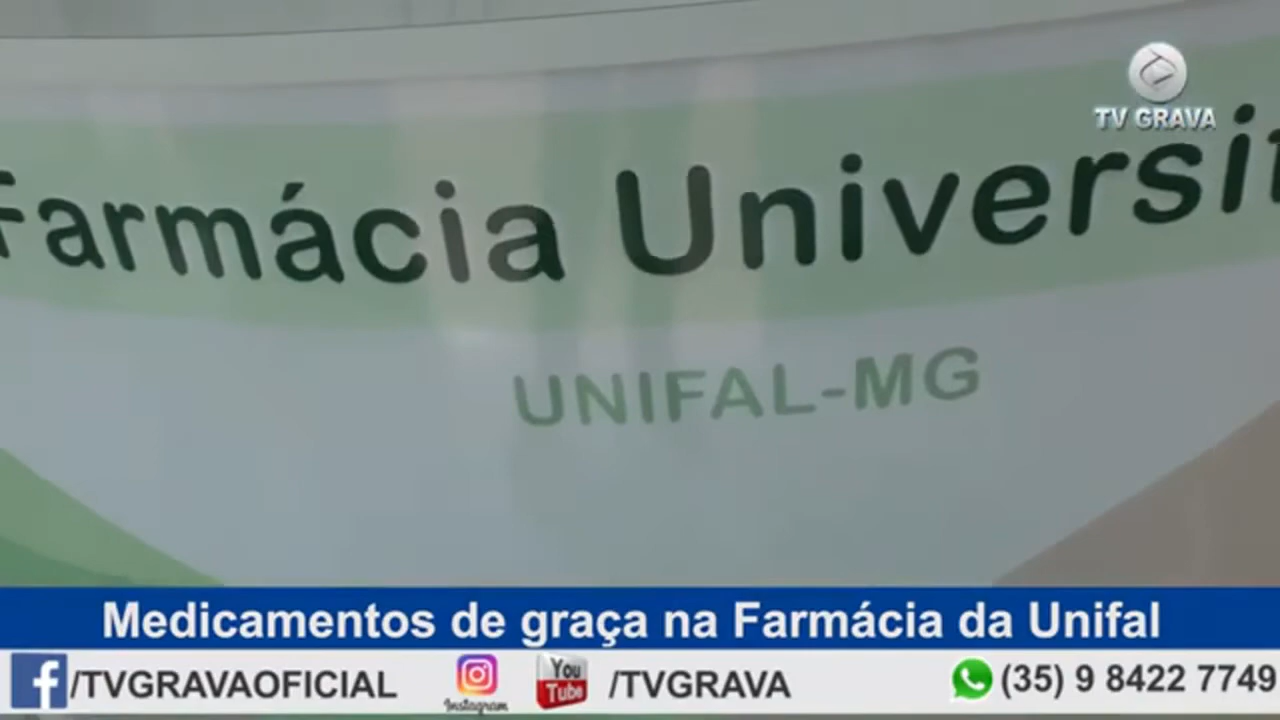 TV GRAVA
Farmácia Universit
UNIFAL-MG
Medicamentos de graça na Farmácia da Unifal
/TVGRAVAOFICIAL
Instagram
You
Tube
/TVGRAVA
(35) 9 8422 7749